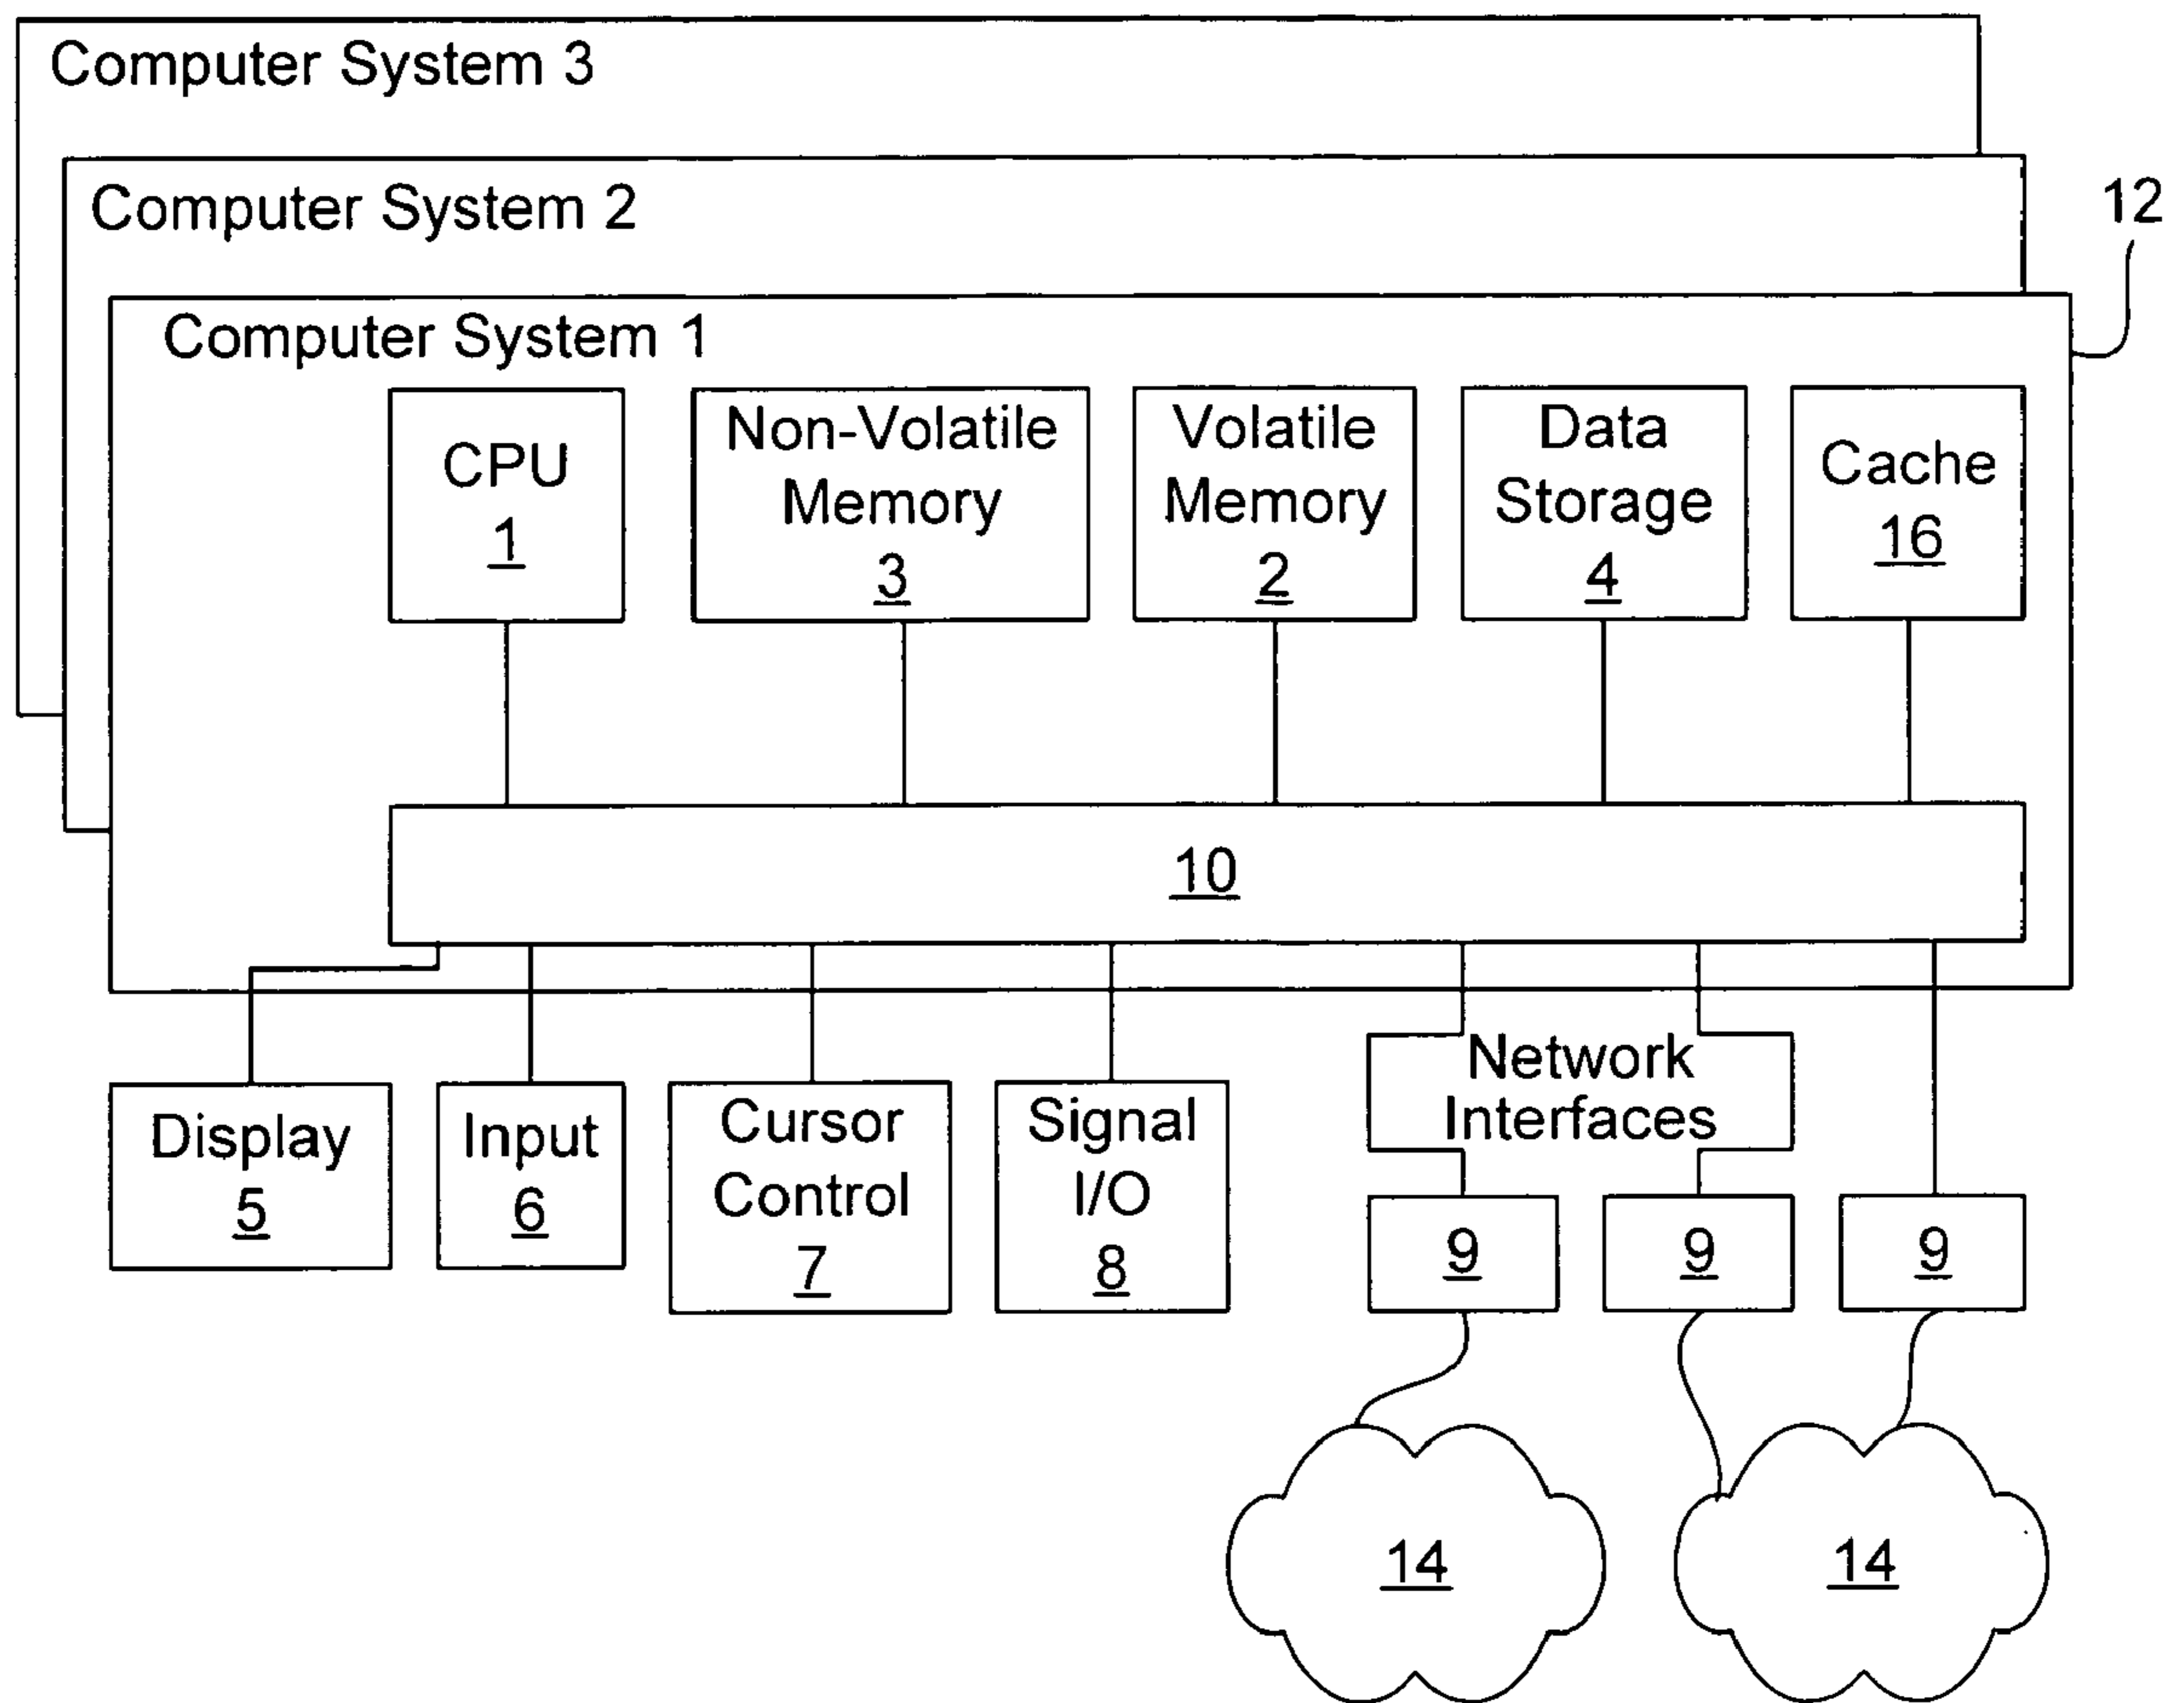 Computer System 3
Computer System 2
12
Computer System 1
CPU
1
Non-Volatile
Memory
3
Volatile
Memory
2
Data
Storage
4
Cache
16
10
Display
5
Input
6
Cursor
Control
7
Signal
I/O
8
Network
Interfaces
9
9
9
14
14